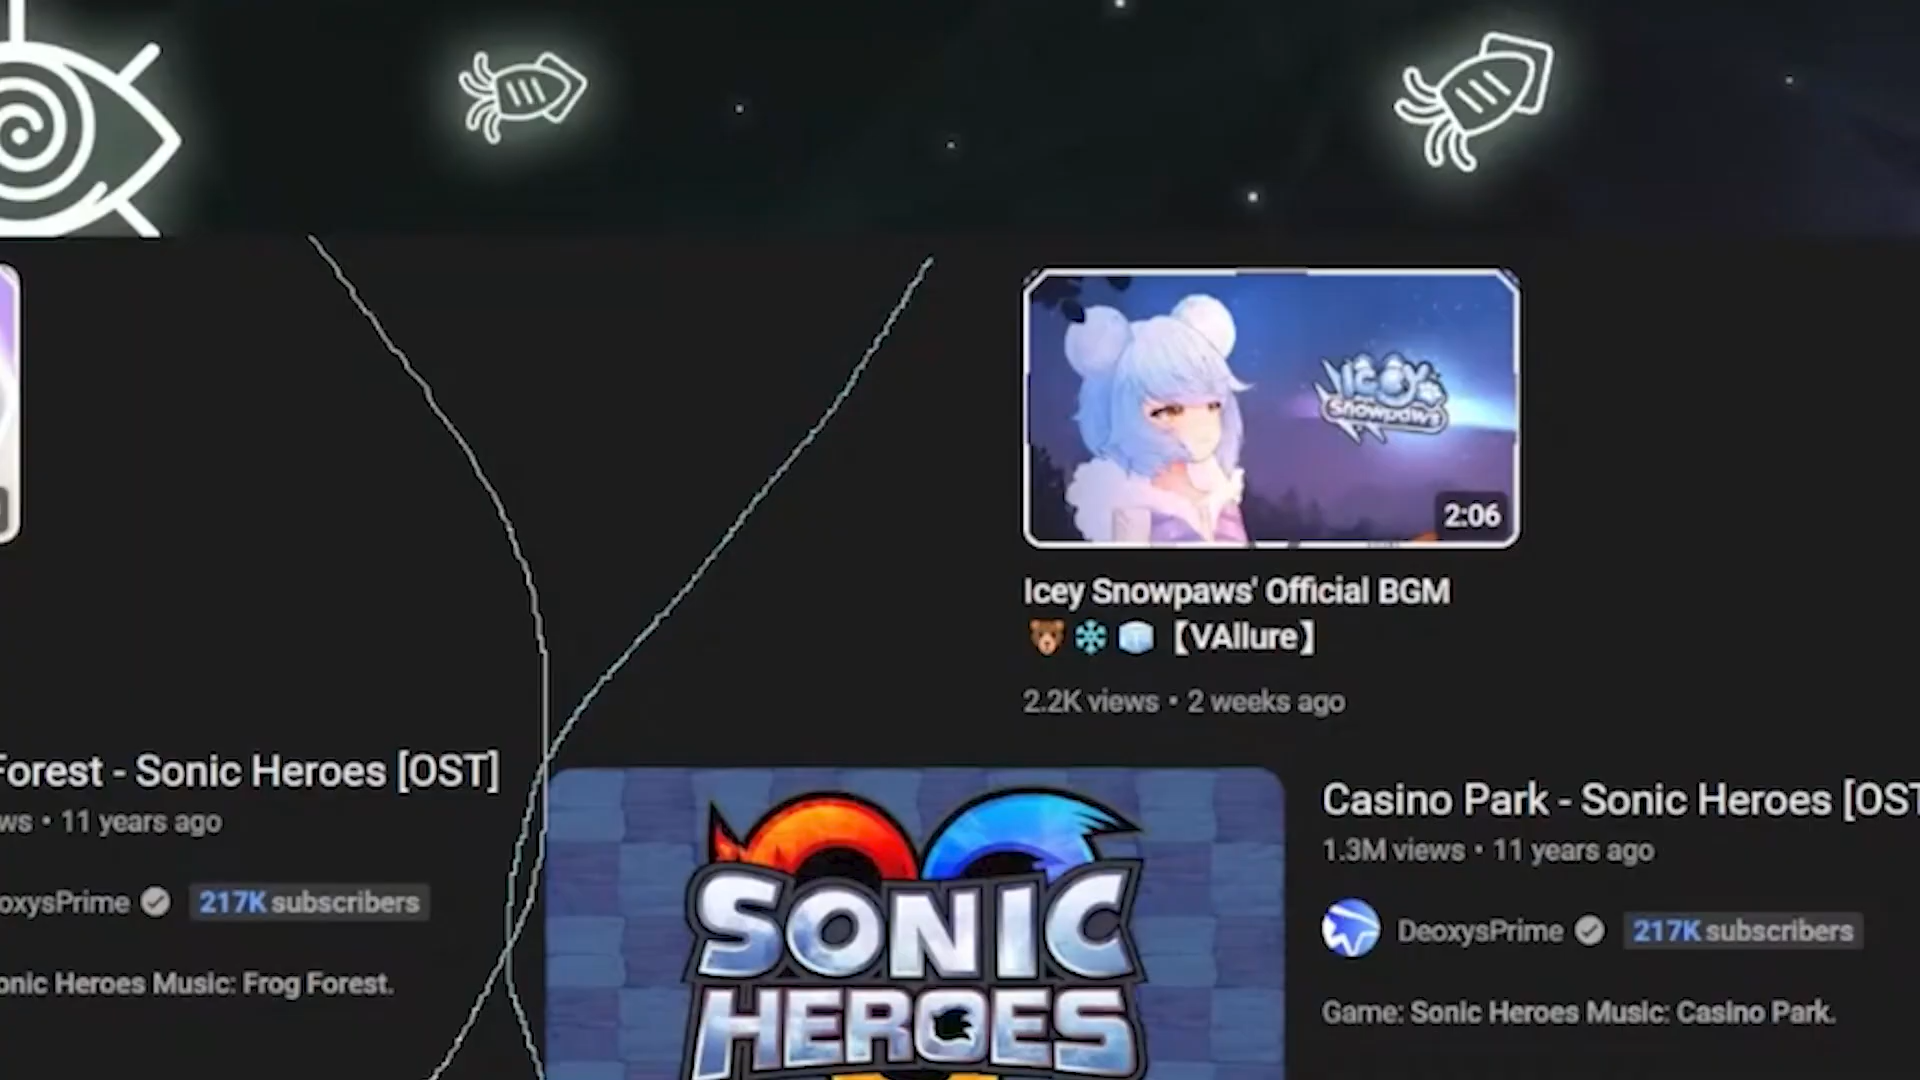 Icey
Snowpaws
2:06
Icey Snowpaws' Official BGM
🐻❄️🧊【VAllure】
2.2K views • 2 weeks ago
Forest - Sonic Heroes [OST]
ws • 11 years ago
oxysPrime
217K subscribers
onic Heroes Music: Frog Forest.
SONIC
HEROES
Casino Park - Sonic Heroes [OST
1.3M views • 11 years ago
DeoxysPrime
217K subscribers
Game: Sonic Heroes Music: Casino Park.